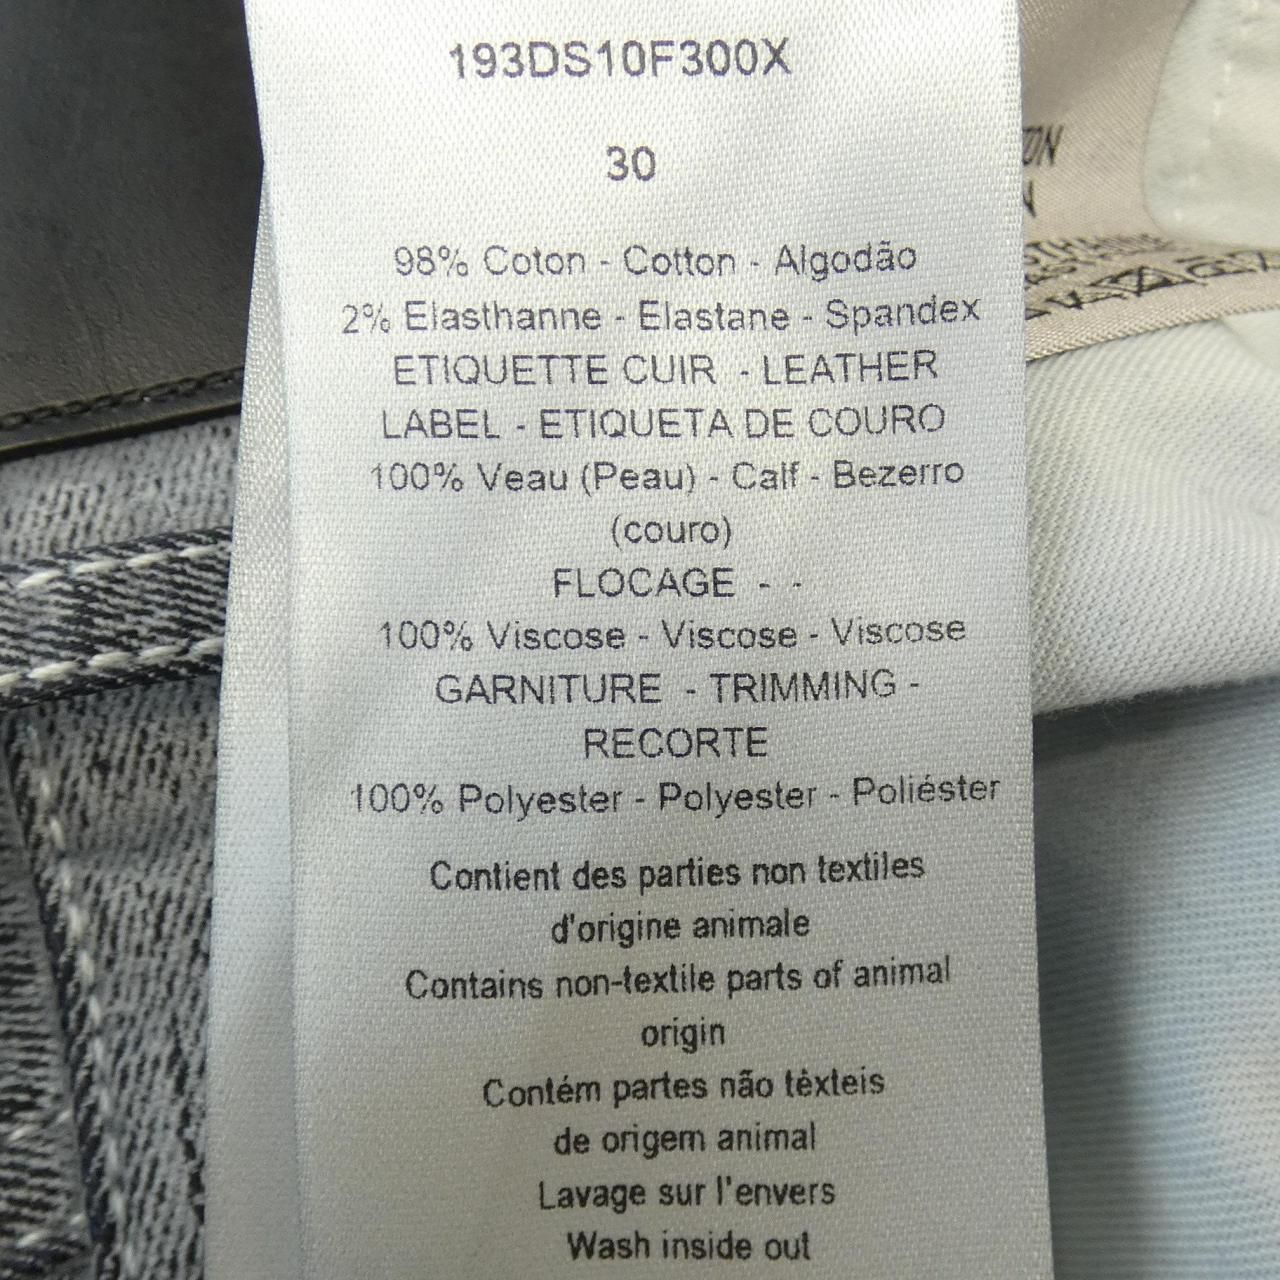 193DS10F300X
30
98% Coton - Cotton - Algodão
2% Elasthanne - Elastane - Spandex
ETIQUETTE CUIR - LEATHER
LABEL - ETIQUETA DE COURO
100% Veau (Peau) - Calf - Bezerro
(couro)
FLOCAGE - -
100% Viscose - Viscose - Viscose
GARNITURE - TRIMMING -
RECORTE
100% Polyester - Polyester - Poliéster
Contient des parties non textiles
d'origine animale
Contains non-textile parts of animal
origin
Contém partes não têxteis
de origem animal
Lavage sur l'envers
Wash inside out